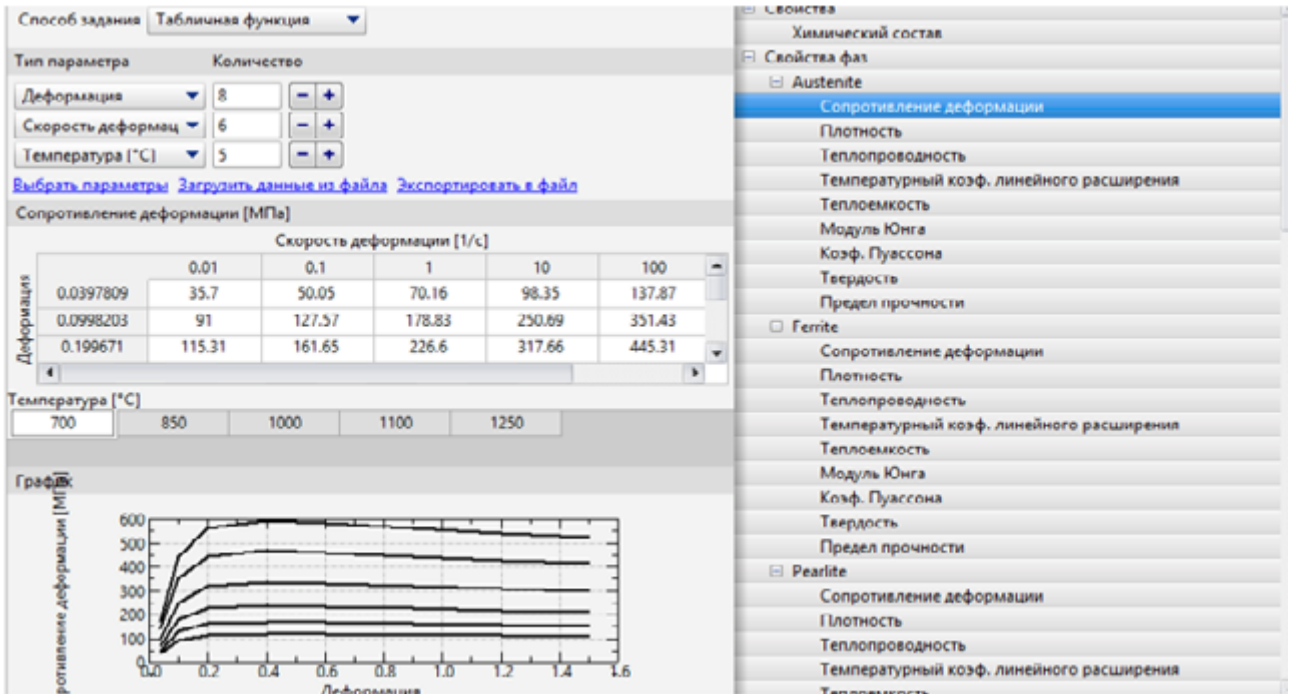 Способ задания Табличная функция
Тип параметра Количество
Деформация 8
Скорость деформац 6
Температура [°C] 5
Выбрать параметры Загрузить данные из файла Экспортировать в файл
Сопротивление деформации [МПа]
Скорость деформации [1/с]
Деформация
0.01 0.1 1 10 100
0.0397809 35.7 50.05 70.16 98.35 137.87
0.0998203 91 127.57 178.83 250.69 351.43
0.199671 115.31 161.65 226.6 317.66 445.31
Температура [°C]
700 850 1000 1100 1250
График
ротивление деформации [МПа]
600
500
400
300
200
100
0
0.0 0.2 0.4 0.6 0.8 1.0 1.2 1.4 1.6
Деформация
Свойства
Химический состав
Свойства фаз
Austenite
Сопротивление деформации
Плотность
Теплопроводность
Температурный коэф. линейного расширения
Теплоемкость
Модуль Юнга
Коэф. Пуассона
Твердость
Предел прочности
Ferrite
Сопротивление деформации
Плотность
Теплопроводность
Температурный коэф. линейного расширения
Теплоемкость
Модуль Юнга
Коэф. Пуассона
Твердость
Предел прочности
Pearlite
Сопротивление деформации
Плотность
Теплопроводность
Температурный коэф. линейного расширения
Теплоемкость